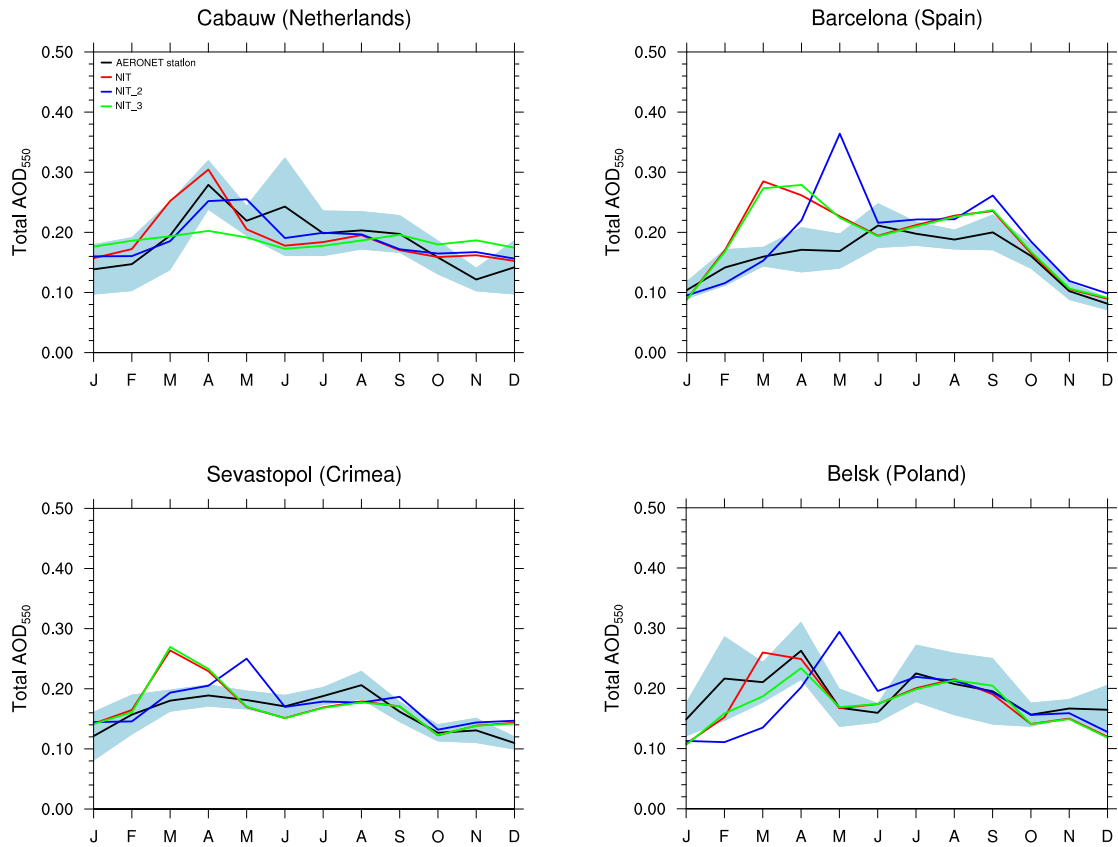 Cabauw (Netherlands)
0.50
0.40
0.30
0.20
0.10
0.00
Total AOD550
AERONET station
NIT
NIT_2
NIT_3
J F M A M J J A S O N D
Barcelona (Spain)
0.50
0.40
0.30
0.20
0.10
0.00
Total AOD550
J F M A M J J A S O N D
Sevastopol (Crimea)
0.50
0.40
0.30
0.20
0.10
0.00
Total AOD550
J F M A M J J A S O N D
Belsk (Poland)
0.50
0.40
0.30
0.20
0.10
0.00
Total AOD550
J F M A M J J A S O N D